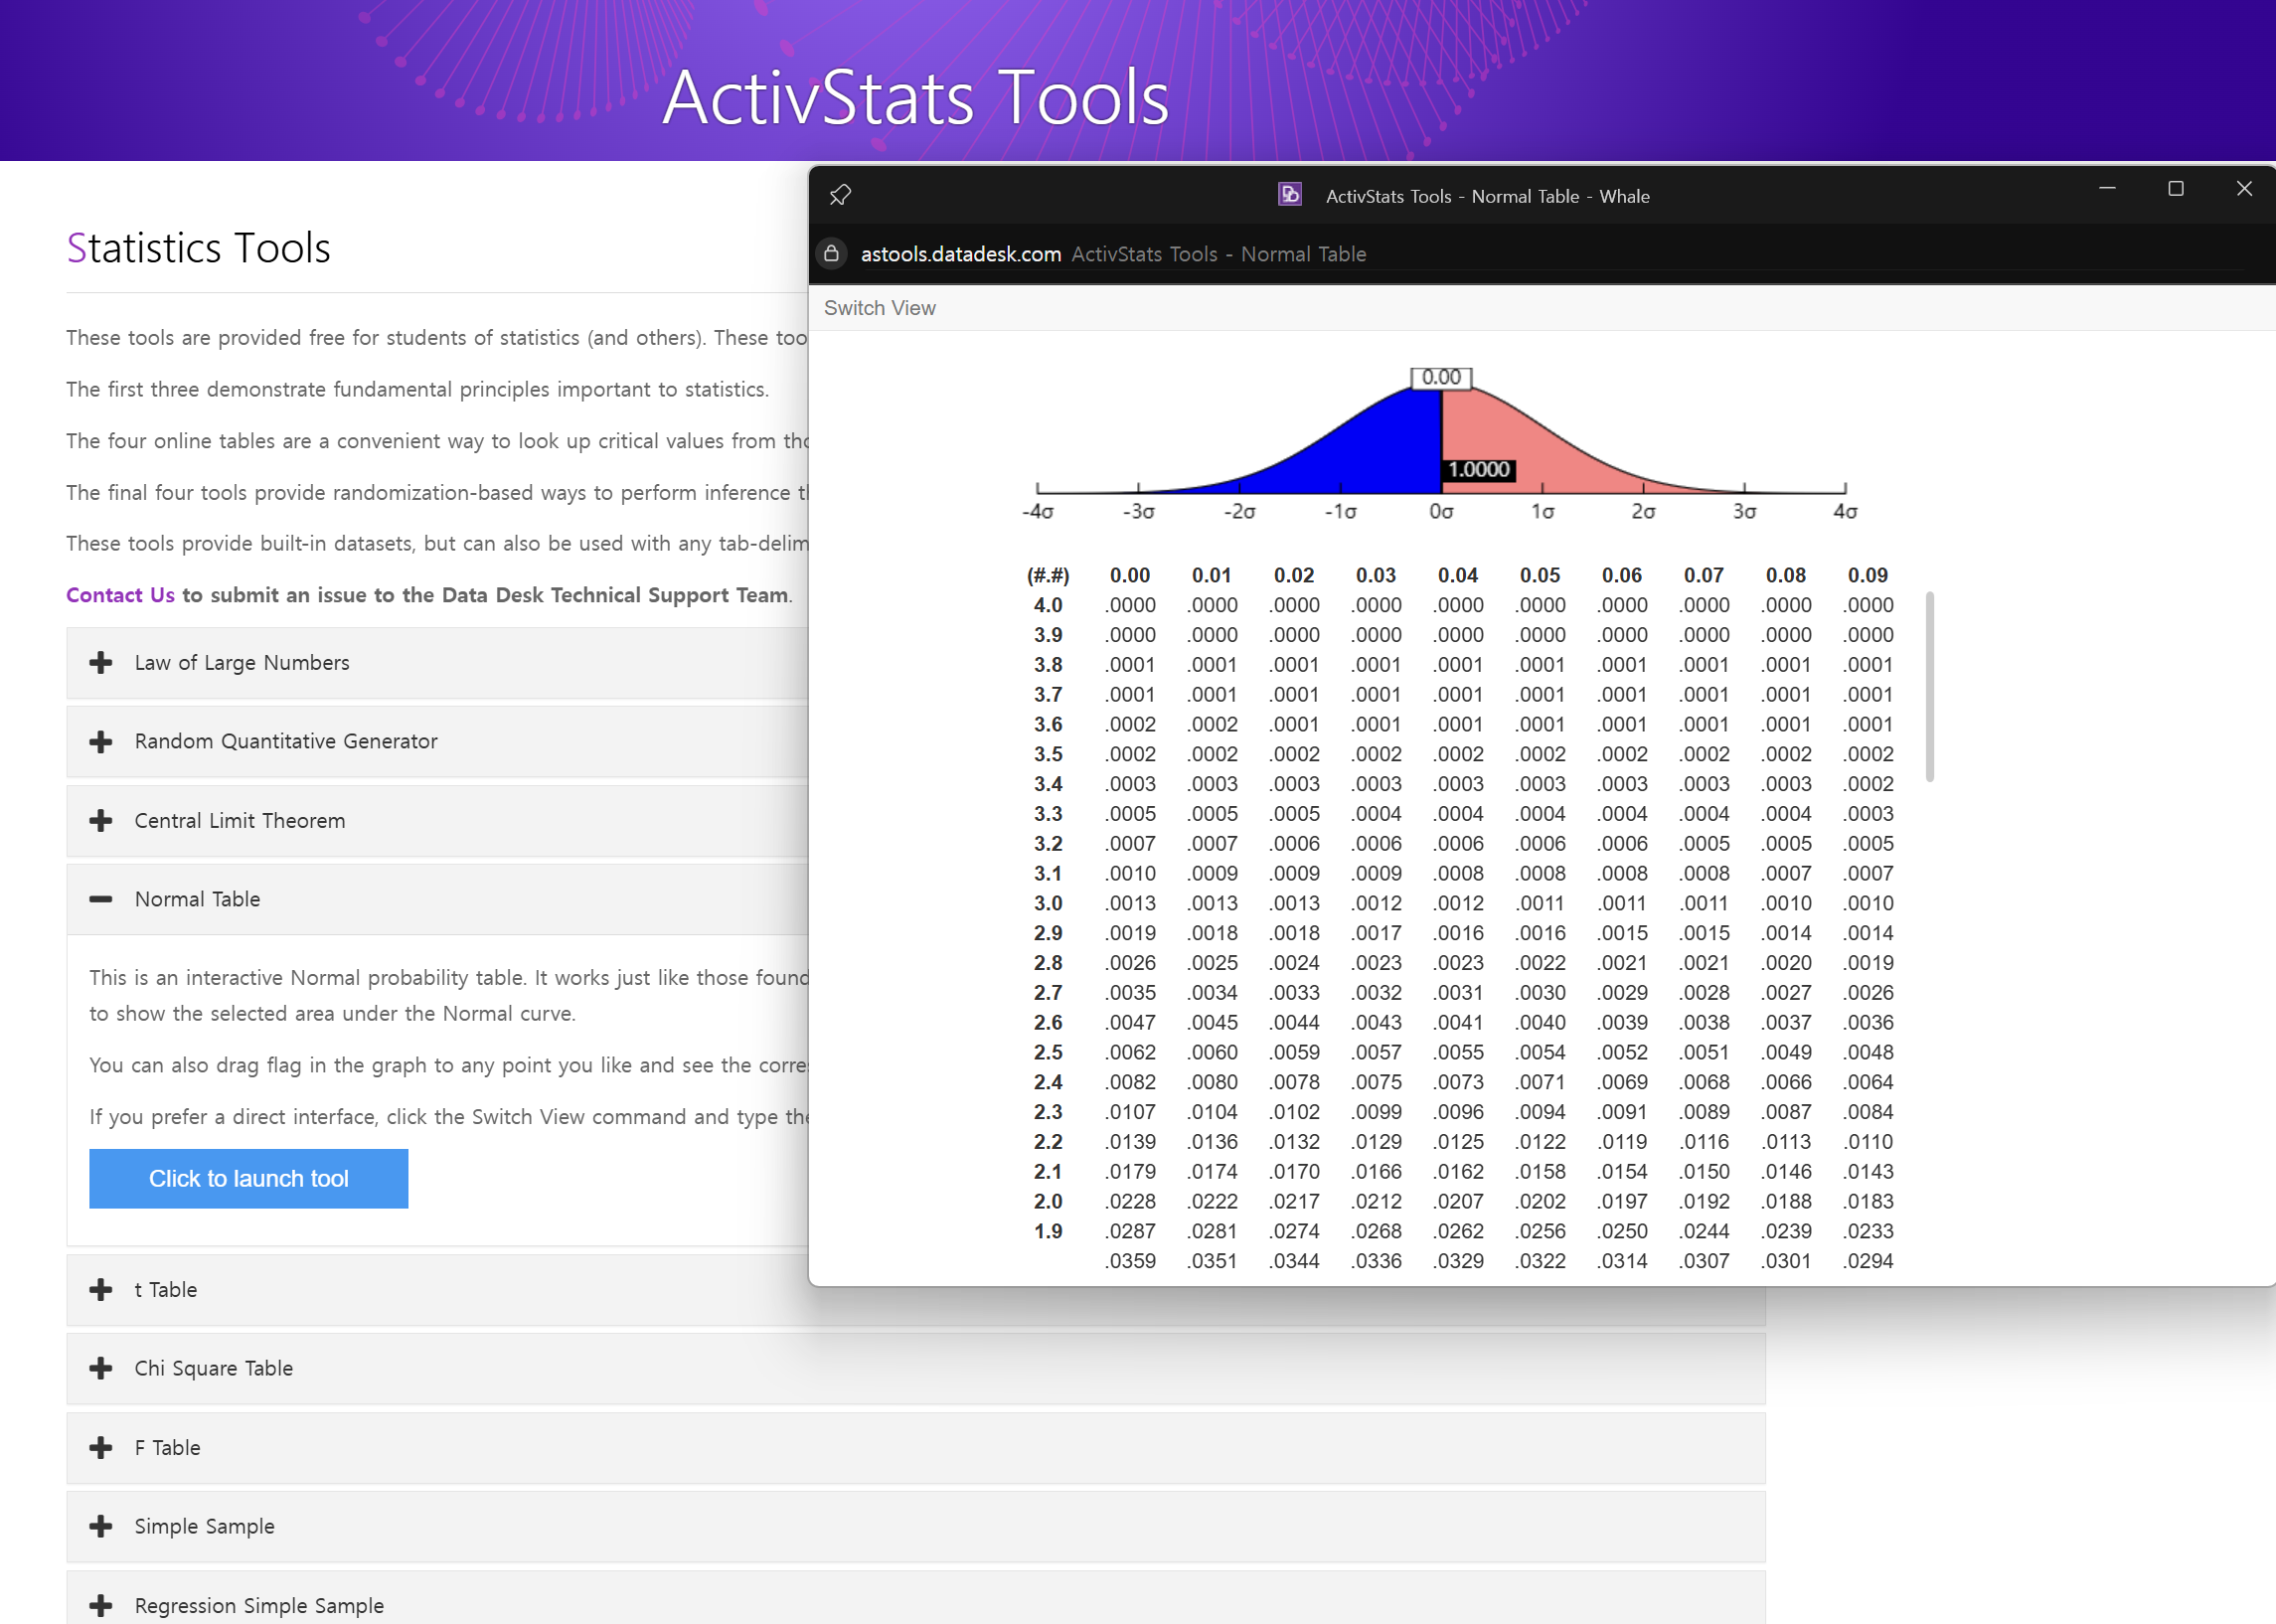 ActivStats Tools
Statistics Tools
These tools are provided free for students of statistics (and others). These too
The first three demonstrate fundamental principles important to statistics.
The four online tables are a convenient way to look up critical values from tho
The final four tools provide randomization-based ways to perform inference t
These tools provide built-in datasets, but can also be used with any tab-delim
Contact Us to submit an issue to the Data Desk Technical Support Team.
Law of Large Numbers
Random Quantitative Generator
Central Limit Theorem
Normal Table
This is an interactive Normal probability table. It works just like those found
to show the selected area under the Normal curve.
You can also drag flag in the graph to any point you like and see the corres
If you prefer a direct interface, click the Switch View command and type the
Click to launch tool
t Table
Chi Square Table
F Table
Simple Sample
Regression Simple Sample
ActivStats Tools - Normal Table - Whale
astools.datadesk.com ActivStats Tools - Normal Table
Switch View
0.00
1.0000
-4σ -3σ -2σ -1σ 0σ 1σ 2σ 3σ 4σ
(#.#) 0.00 0.01 0.02 0.03 0.04 0.05 0.06 0.07 0.08 0.09
4.0 .0000 .0000 .0000 .0000 .0000 .0000 .0000 .0000 .0000 .0000
3.9 .0000 .0000 .0000 .0000 .0000 .0000 .0000 .0000 .0000 .0000
3.8 .0001 .0001 .0001 .0001 .0001 .0001 .0001 .0001 .0001 .0001
3.7 .0001 .0001 .0001 .0001 .0001 .0001 .0001 .0001 .0001 .0001
3.6 .0002 .0002 .0001 .0001 .0001 .0001 .0001 .0001 .0001 .0001
3.5 .0002 .0002 .0002 .0002 .0002 .0002 .0002 .0002 .0002 .0002
3.4 .0003 .0003 .0003 .0003 .0003 .0003 .0003 .0003 .0003 .0002
3.3 .0005 .0005 .0005 .0004 .0004 .0004 .0004 .0004 .0004 .0003
3.2 .0007 .0007 .0006 .0006 .0006 .0006 .0006 .0005 .0005 .0005
3.1 .0010 .0009 .0009 .0009 .0008 .0008 .0008 .0008 .0007 .0007
3.0 .0013 .0013 .0013 .0012 .0012 .0011 .0011 .0011 .0010 .0010
2.9 .0019 .0018 .0018 .0017 .0016 .0016 .0015 .0015 .0014 .0014
2.8 .0026 .0025 .0024 .0023 .0023 .0022 .0021 .0021 .0020 .0019
2.7 .0035 .0034 .0033 .0032 .0031 .0030 .0029 .0028 .0027 .0026
2.6 .0047 .0045 .0044 .0043 .0041 .0040 .0039 .0038 .0037 .0036
2.5 .0062 .0060 .0059 .0057 .0055 .0054 .0052 .0051 .0049 .0048
2.4 .0082 .0080 .0078 .0075 .0073 .0071 .0069 .0068 .0066 .0064
2.3 .0107 .0104 .0102 .0099 .0096 .0094 .0091 .0089 .0087 .0084
2.2 .0139 .0136 .0132 .0129 .0125 .0122 .0119 .0116 .0113 .0110
2.1 .0179 .0174 .0170 .0166 .0162 .0158 .0154 .0150 .0146 .0143
2.0 .0228 .0222 .0217 .0212 .0207 .0202 .0197 .0192 .0188 .0183
1.9 .0287 .0281 .0274 .0268 .0262 .0256 .0250 .0244 .0239 .0233
.0359 .0351 .0344 .0336 .0329 .0322 .0314 .0307 .0301 .0294